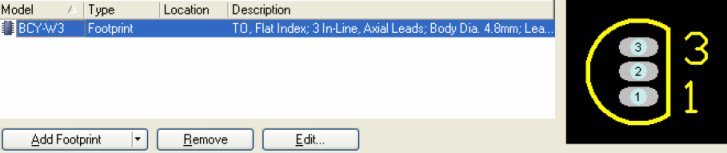 Model Type Location Description
BCY-W3 Footprint TO, Flat Index; 3 In-Line, Axial Leads; Body Dia. 4.8mm; Lea...
3 3
2
1 1
Add Footprint Remove Edit...